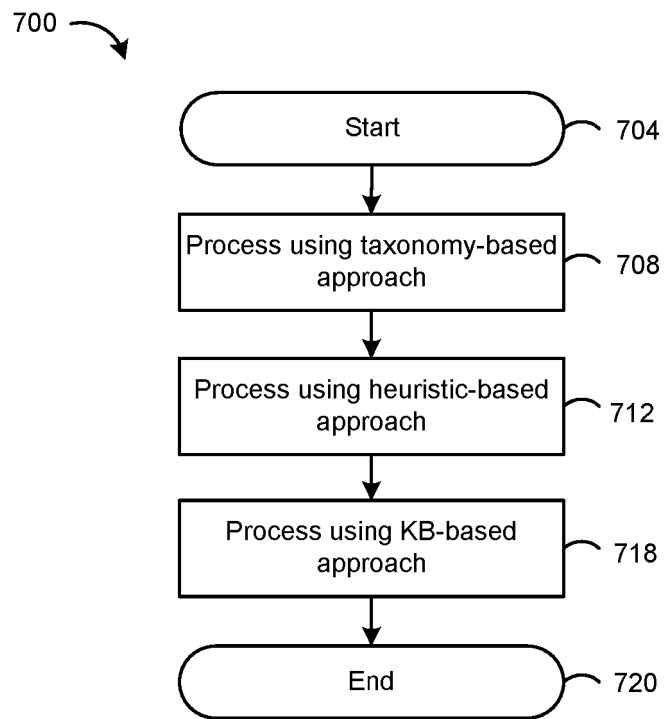 700
Start
704
Process using taxonomy-based
approach
708
Process using heuristic-based
approach
712
Process using KB-based
approach
718
End
720